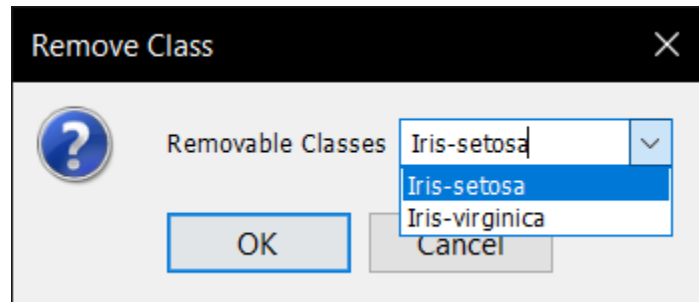 Remove Class
Removable Classes Iris-setosa
Iris-setosa
Iris-virginica
OK Cancel